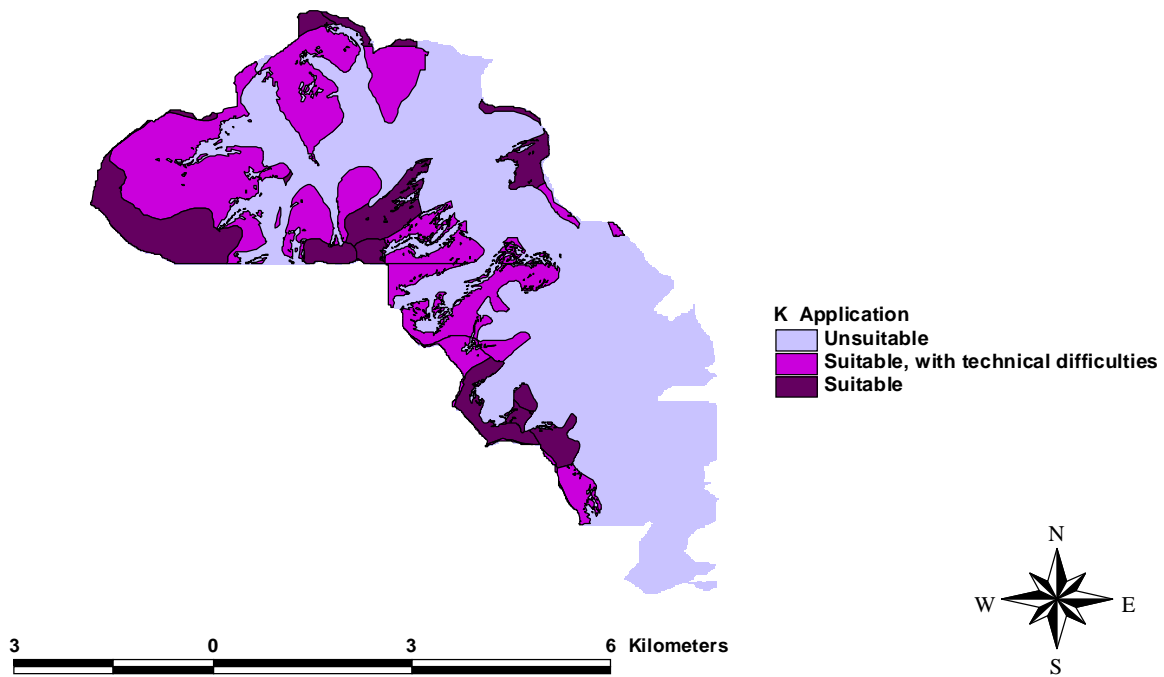 K Application
Unsuitable
Suitable, with technical difficulties
Suitable
N
W E
S
3 0 3 6 Kilometers